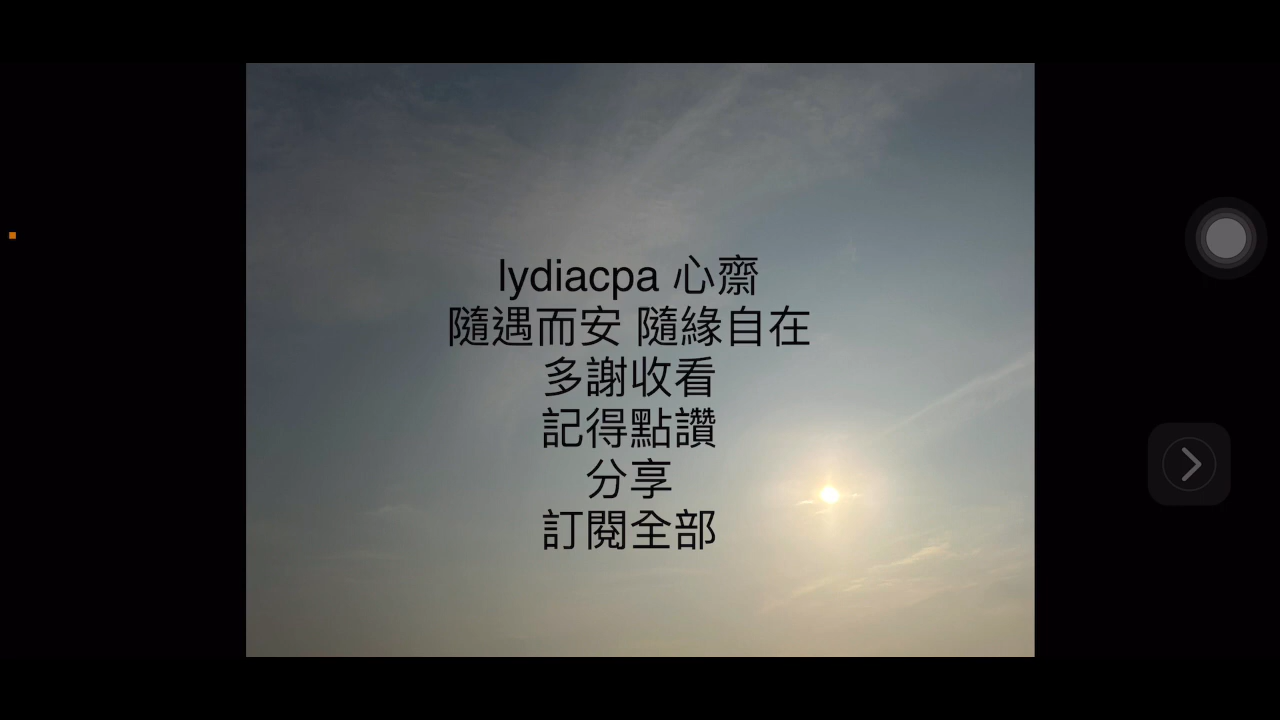 lydiacpa 心齋
隨遇而安 隨緣自在
多謝收看
記得點讚
分享
訂閱全部